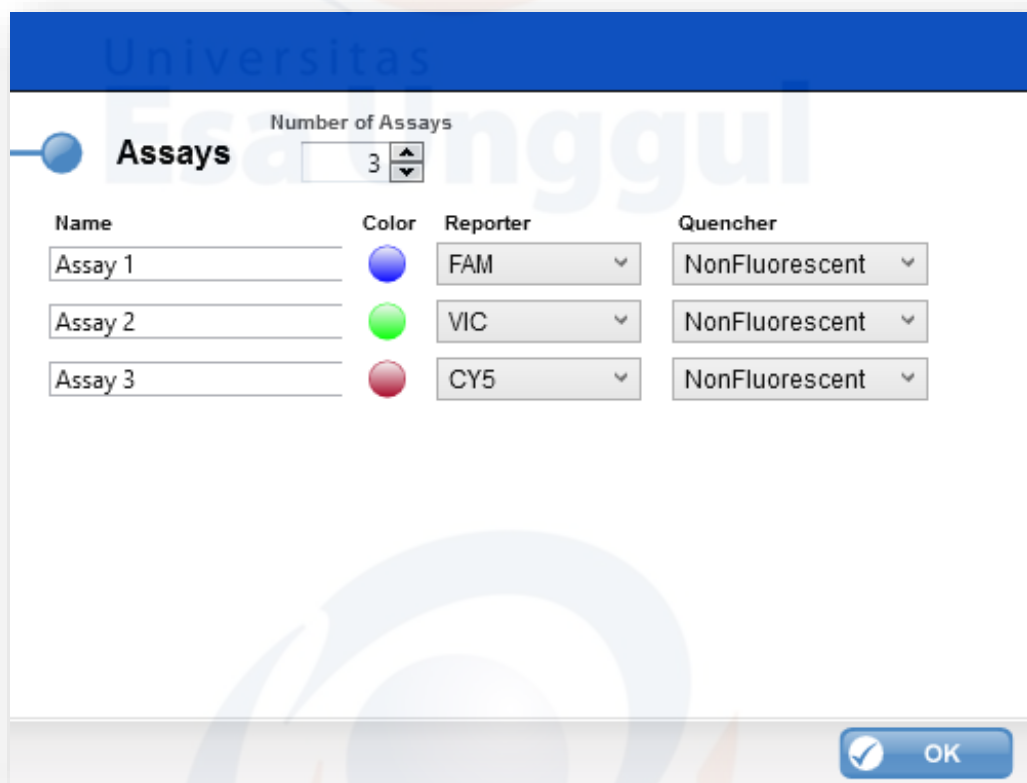 Universitas
Esa Unggul
Number of Assays
Assays 3
Name Color Reporter Quencher
Assay 1 FAM NonFluorescent
Assay 2 VIC NonFluorescent
Assay 3 CY5 NonFluorescent
OK